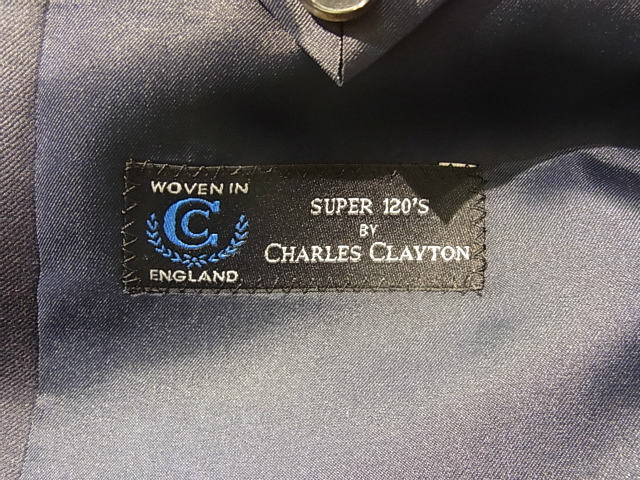 WOVEN IN
CC
ENGLAND
SUPER 120'S
BY
CHARLES CLAYTON